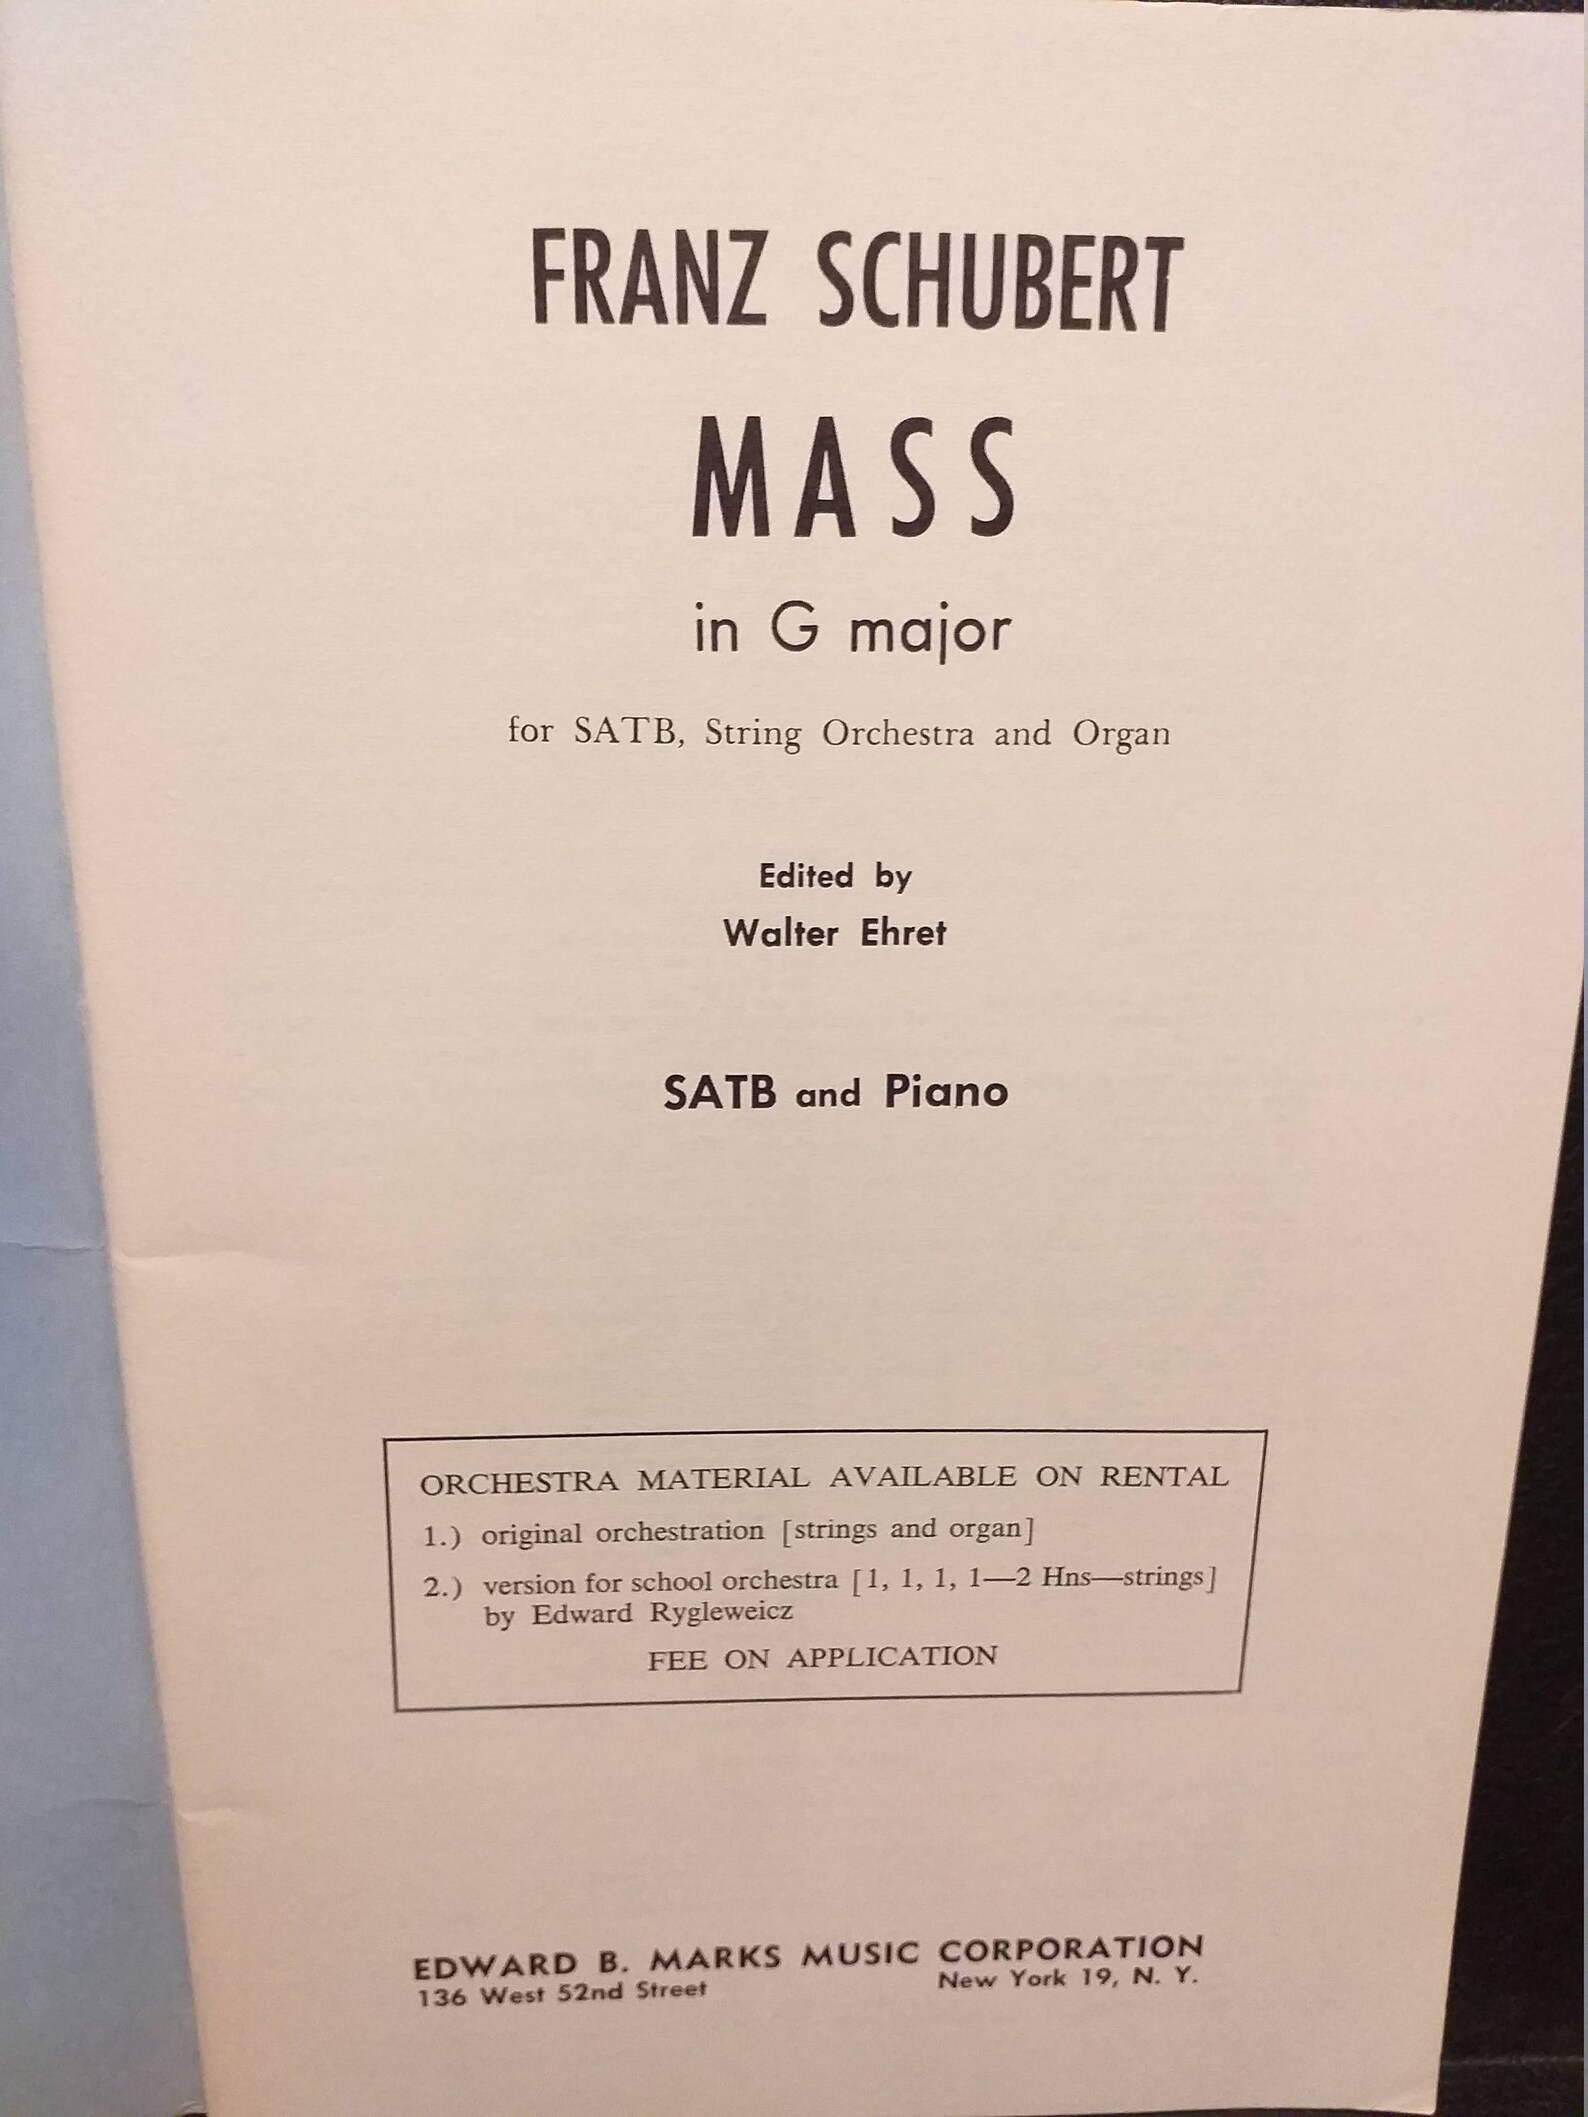 FRANZ SCHUBERT
MASS
in G major
for SATB, String Orchestra and Organ
Edited by
Walter Ehret
SATB and Piano
ORCHESTRA MATERIAL AVAILABLE ON RENTAL
1.) original orchestration [strings and organ]
2.) version for school orchestra [1, 1, 1, 1—2 Hns—strings]
by Edward Rygleweicz
FEE ON APPLICATION
EDWARD B. MARKS MUSIC CORPORATION
136 West 52nd Street New York 19, N. Y.